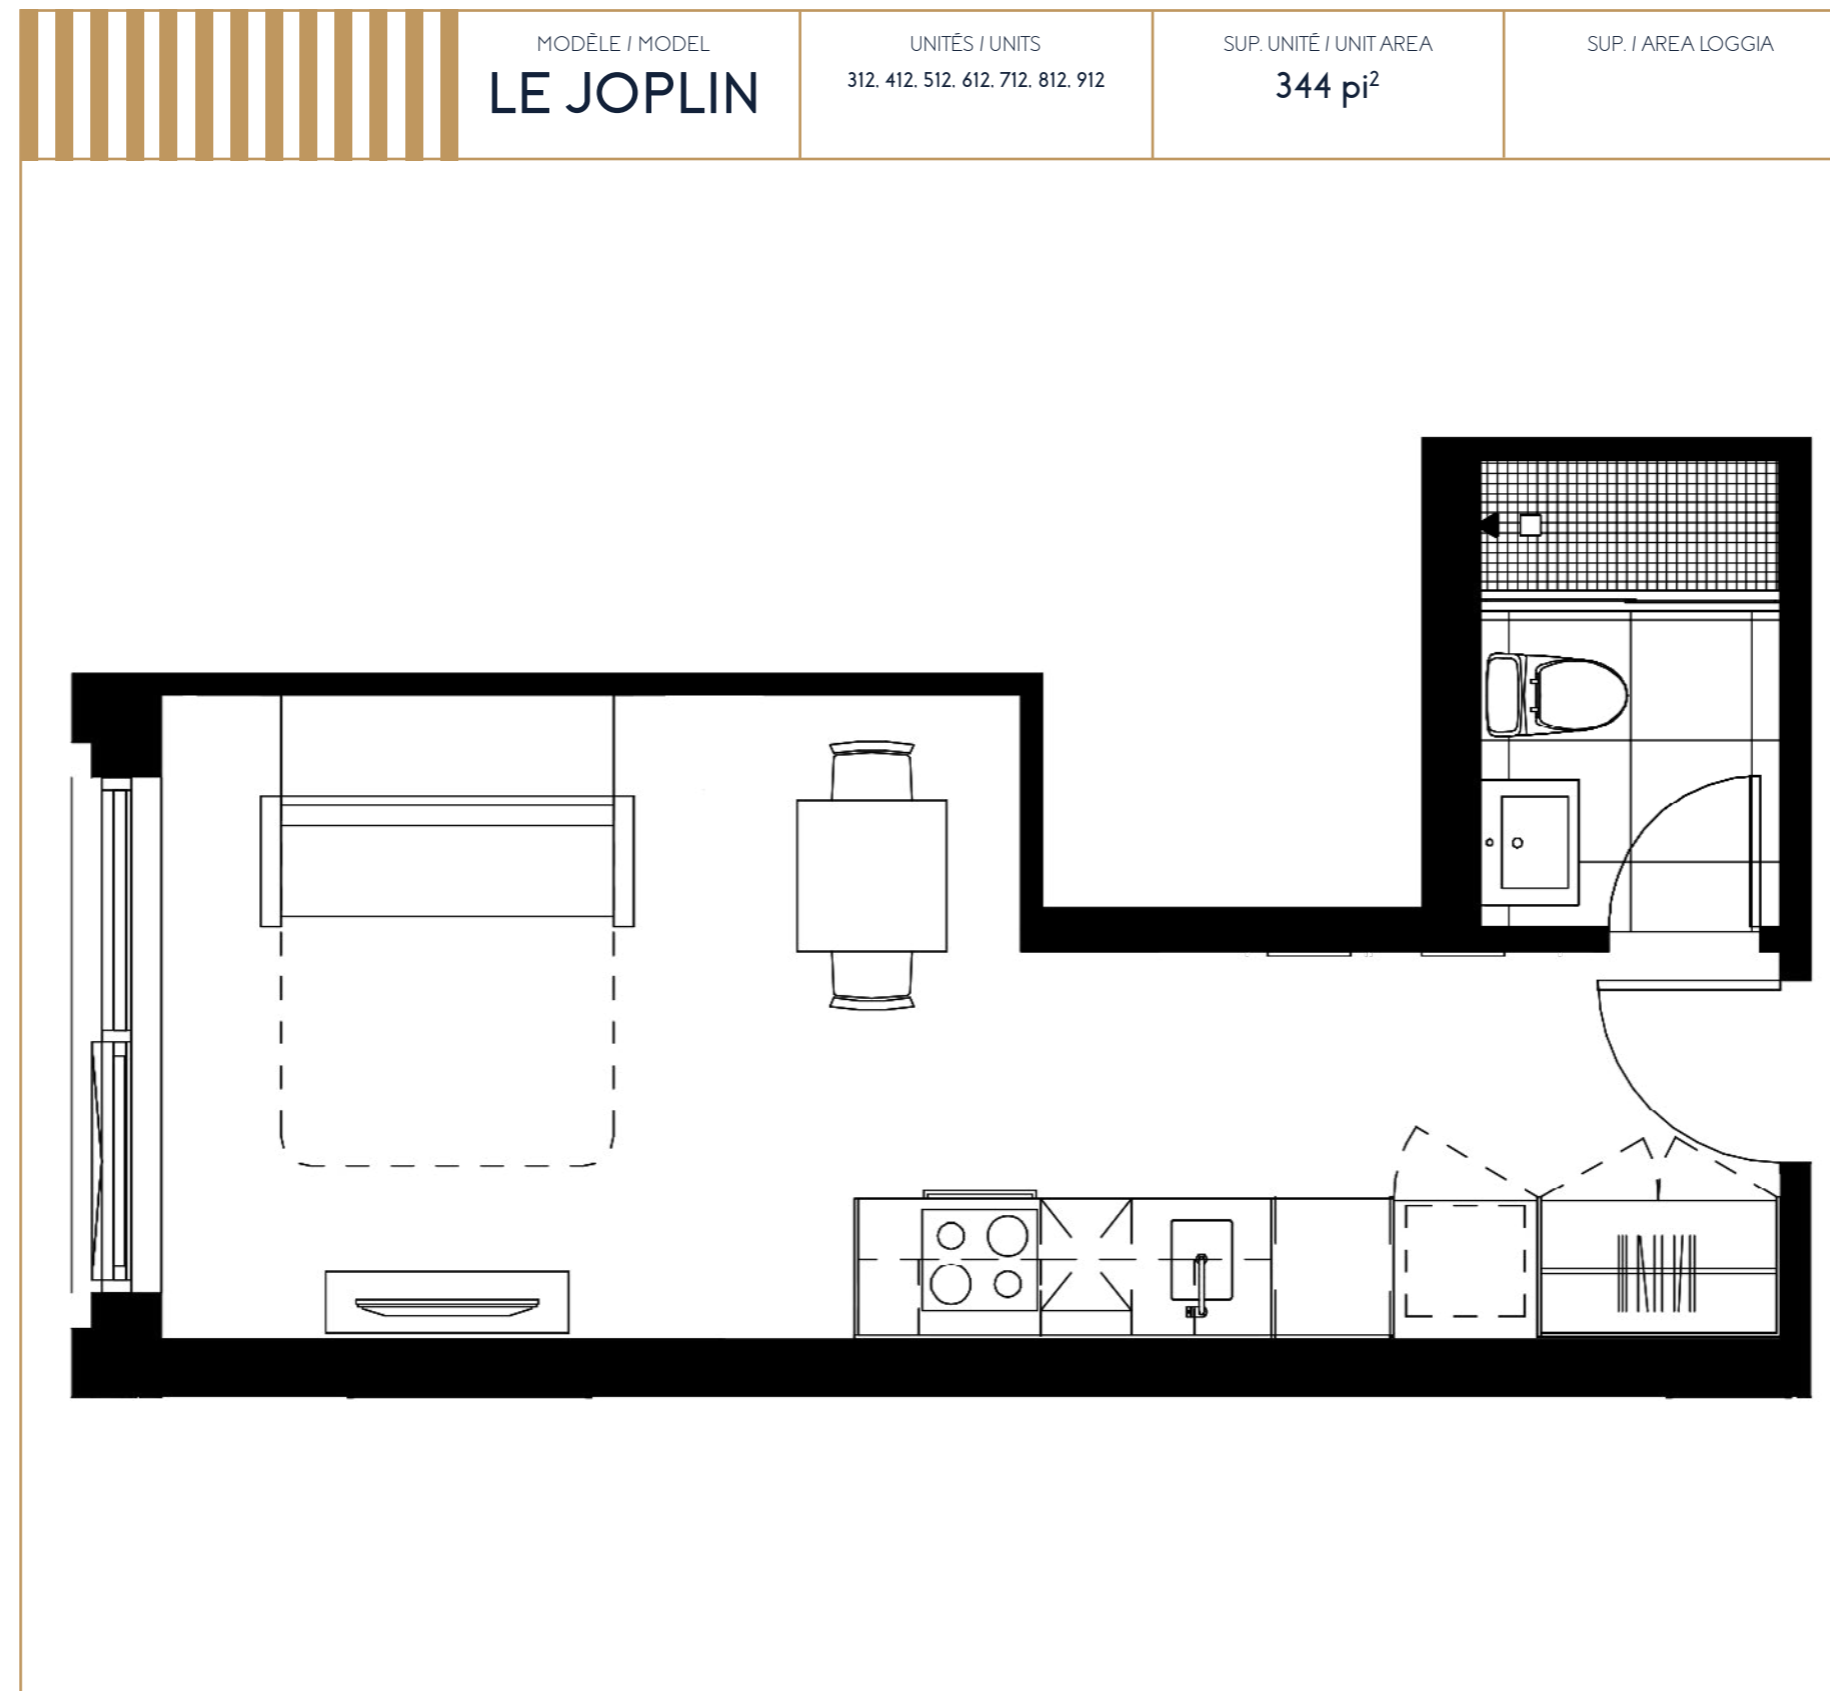 MODÈLE / MODEL
LE JOPLIN
UNITÉS / UNITS
312, 412, 512, 612, 712, 812, 912
SUP. UNITÉ / UNIT AREA
344 pi²
SUP. / AREA LOGGIA